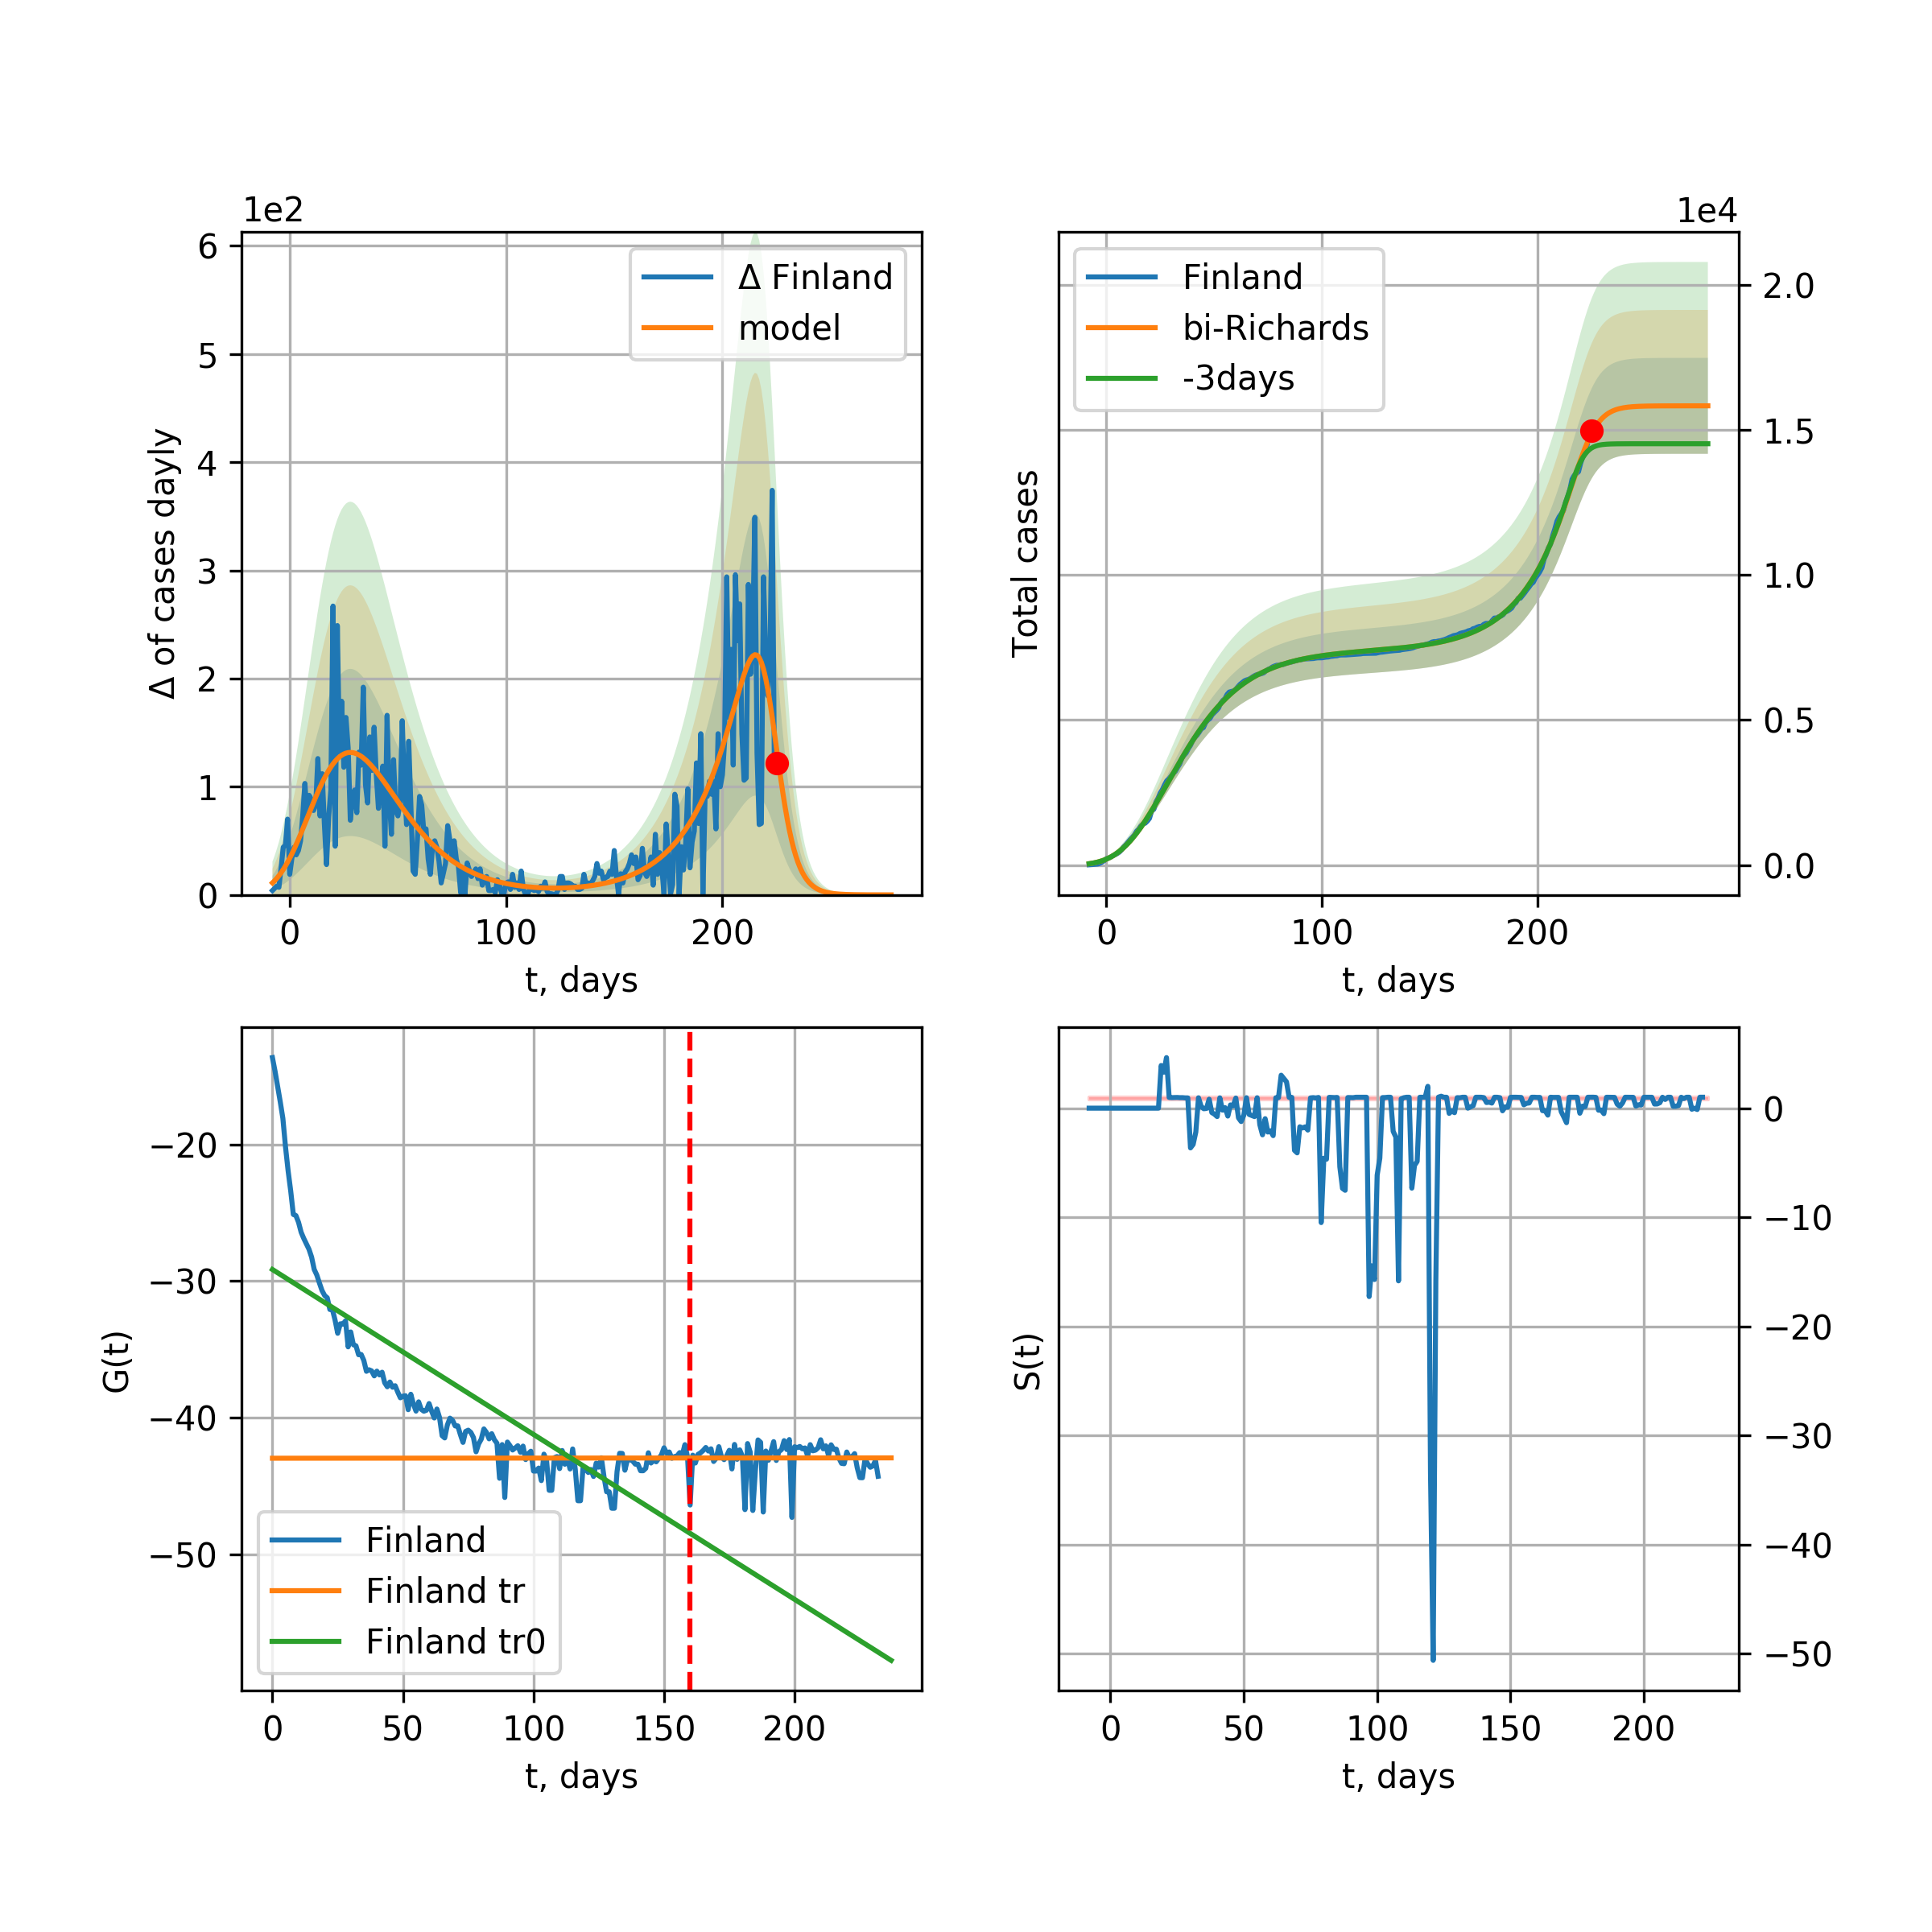 1e2
6
5
4
3
2
1
0
Δ of cases dayly
Δ Finland
model
0 100 200
t, days
1e4
Finland
bi-Richards
-3days
Total cases
2.0
1.5
1.0
0.5
0.0
0 100 200
t, days
−20
−30
−40
−50
G(t)
Finland
Finland tr
Finland tr0
0 50 100 150 200
t, days
S(t)
0
−10
−20
−30
−40
−50
0 50 100 150 200
t, days